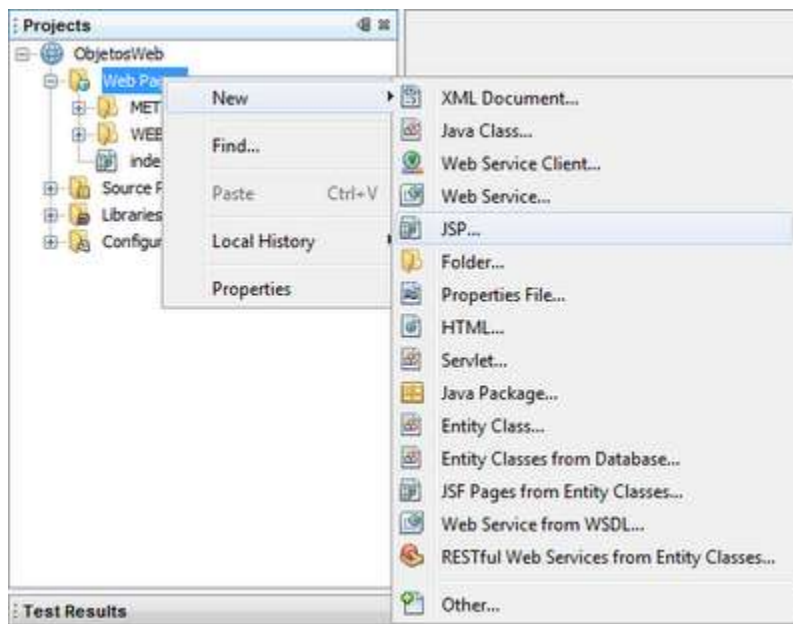 Projects
ObjetosWeb
Web Pa
MET
WEB
inde
Source F
Libraries
Configur
New
Find...
Paste Ctrl+V
Local History
Properties
XML Document...
Java Class...
Web Service Client...
Web Service...
JSP...
Folder...
Properties File...
HTML...
Servlet...
Java Package...
Entity Class...
Entity Classes from Database...
JSF Pages from Entity Classes...
Web Service from WSDL...
RESTful Web Services from Entity Classes...
Other...
Test Results